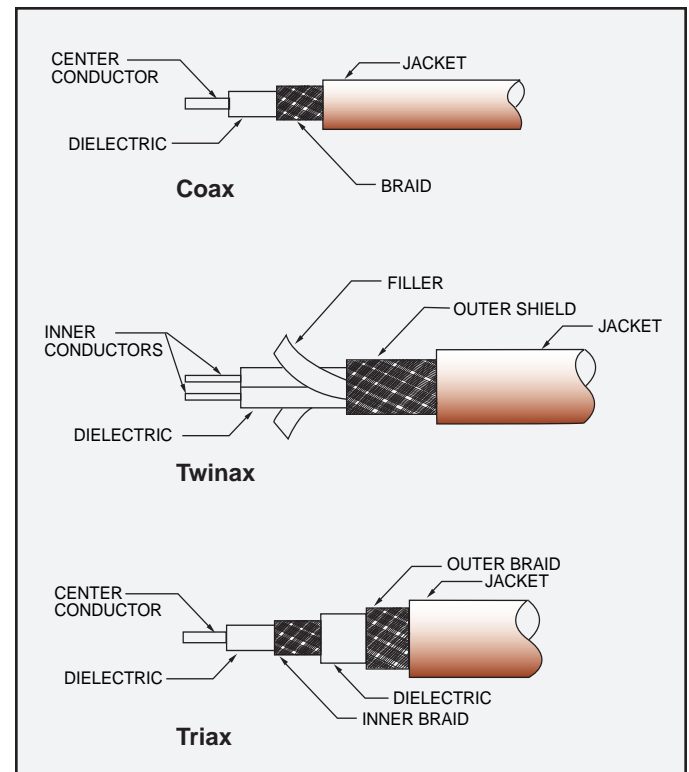 CENTER
CONDUCTOR
JACKET
DIELECTRIC
BRAID
Coax
FILLER
OUTER SHIELD
JACKET
INNER
CONDUCTORS
DIELECTRIC
Twinax
OUTER BRAID
JACKET
CENTER
CONDUCTOR
DIELECTRIC
DIELECTRIC
INNER BRAID
Triax